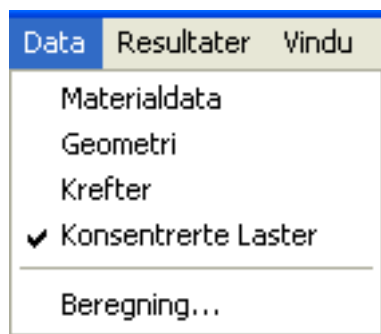 Data Resultater Vindu
Materialdata
Geometri
Krefter
Konsentrerte Laster
Beregning...